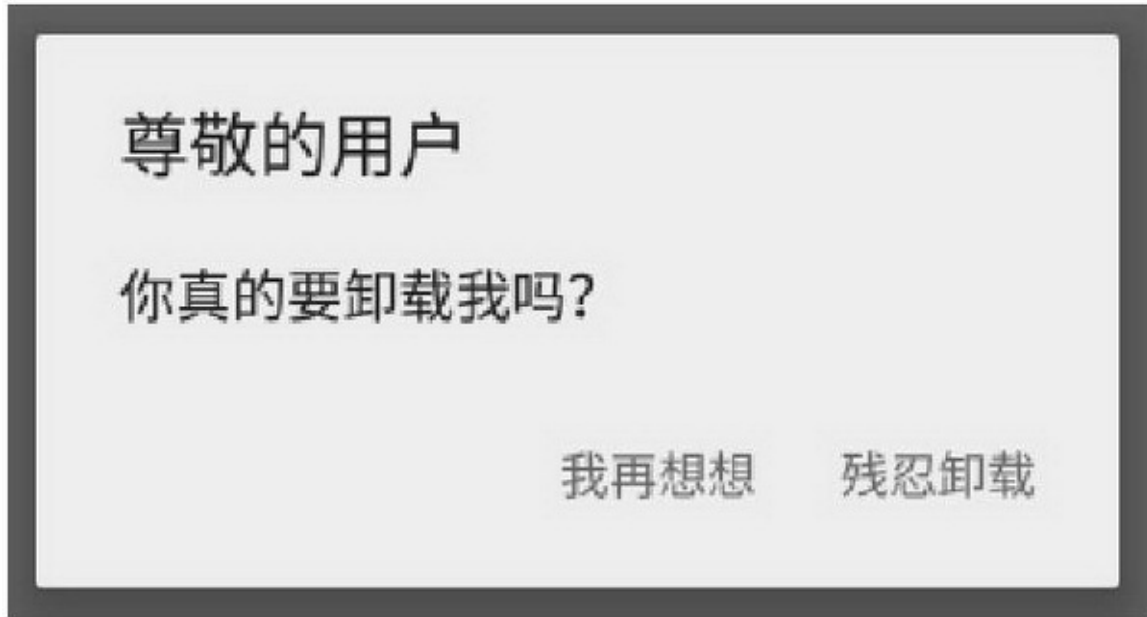 尊敬的用户
你真的要卸载我吗?
我再想想 残忍卸载